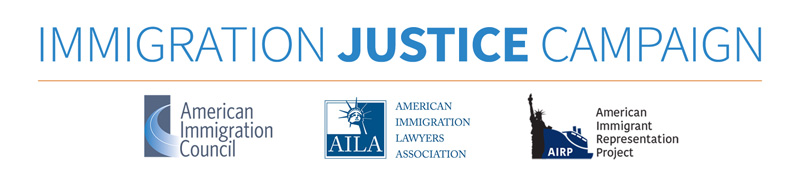 IMMIGRATION JUSTICE CAMPAIGN
American
Immigration
Council
AILA
AMERICAN
IMMIGRATION
LAWYERS
ASSOCIATION
AIRP
American
Immigrant
Representation
Project